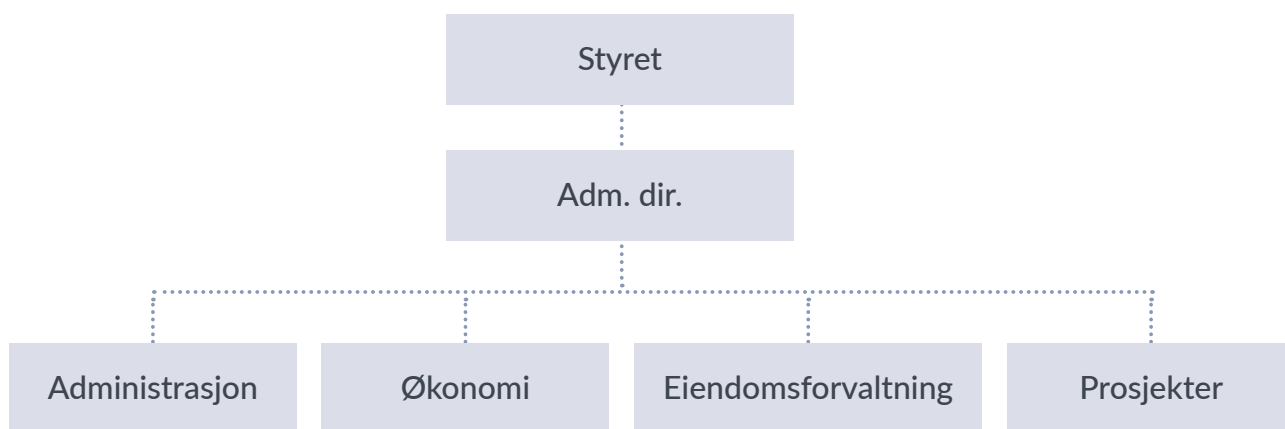 Styret
Adm. dir.
Administrasjon
Økonomi
Eiendomsforvaltning
Prosjekter